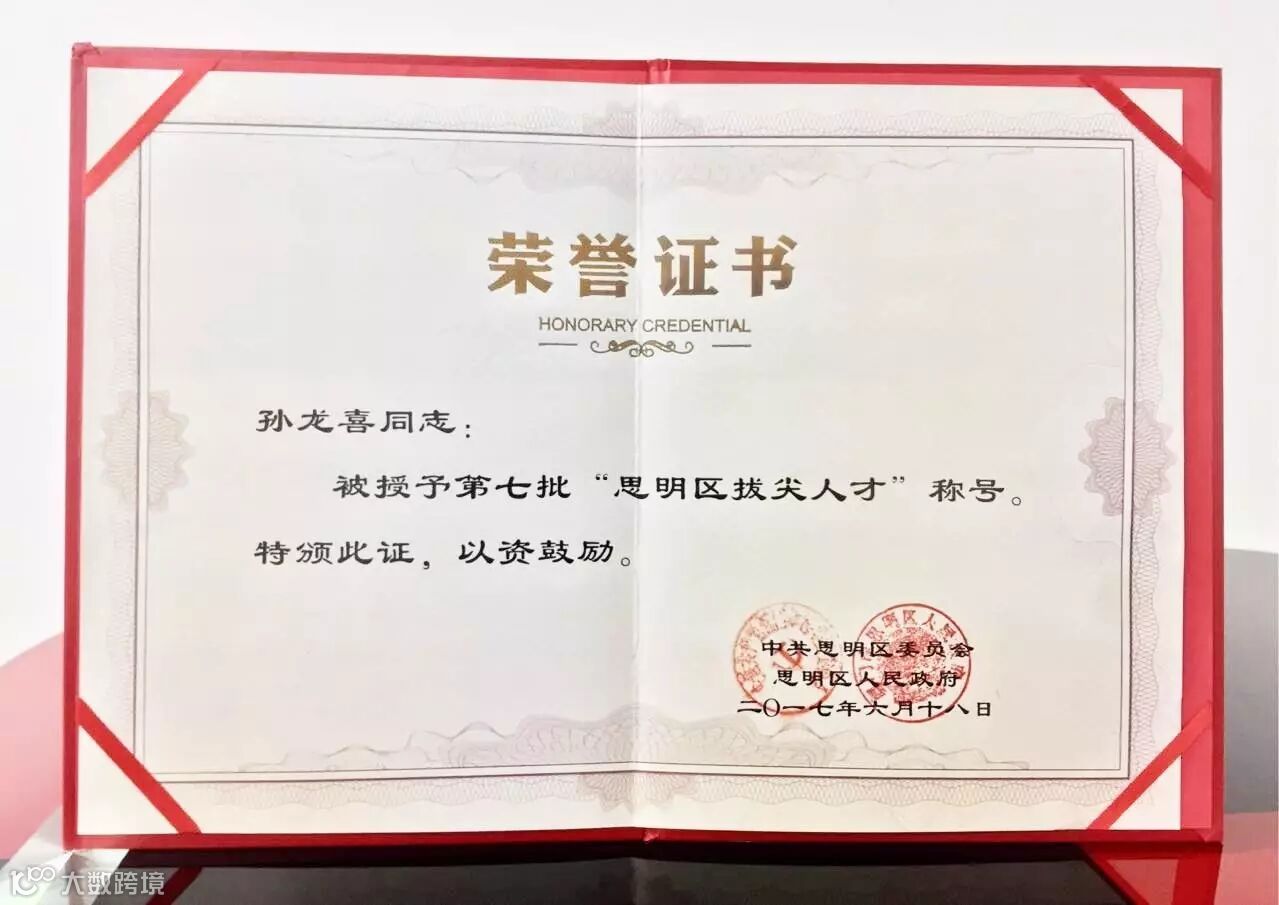 荣誉证书
HONORARY CREDENTIAL
孙龙喜同志：
被授予第七批“思明区拔尖人才”称号。
特颁此证，以资鼓励。
中共思明区委员会
思明区人民政府
二〇一七年六月十八日
大数跨境